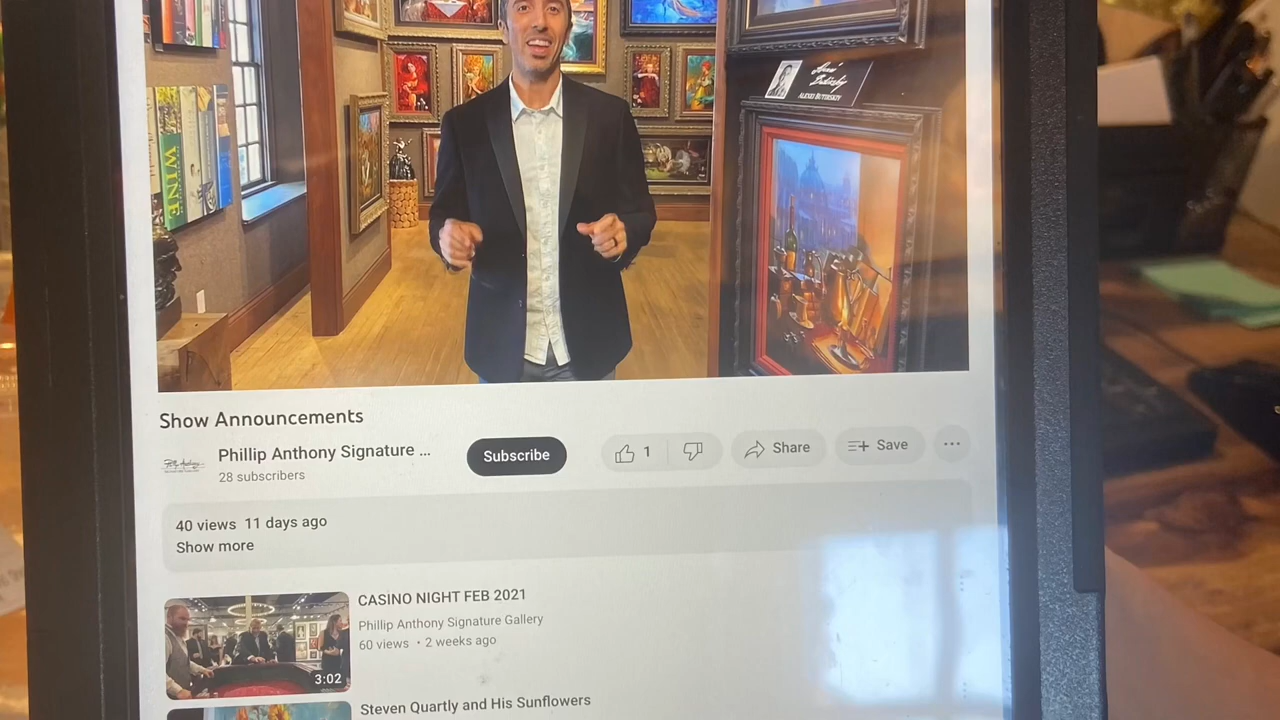 WINE
ALEXEI BUTIRSKIY
Show Announcements
Phillip Anthony Signature ...
28 subscribers
Subscribe
1
Share
Save
40 views 11 days ago
Show more
CASINO NIGHT FEB 2021
Phillip Anthony Signature Gallery
60 views • 2 weeks ago
3:02
Steven Quartly and His Sunflowers